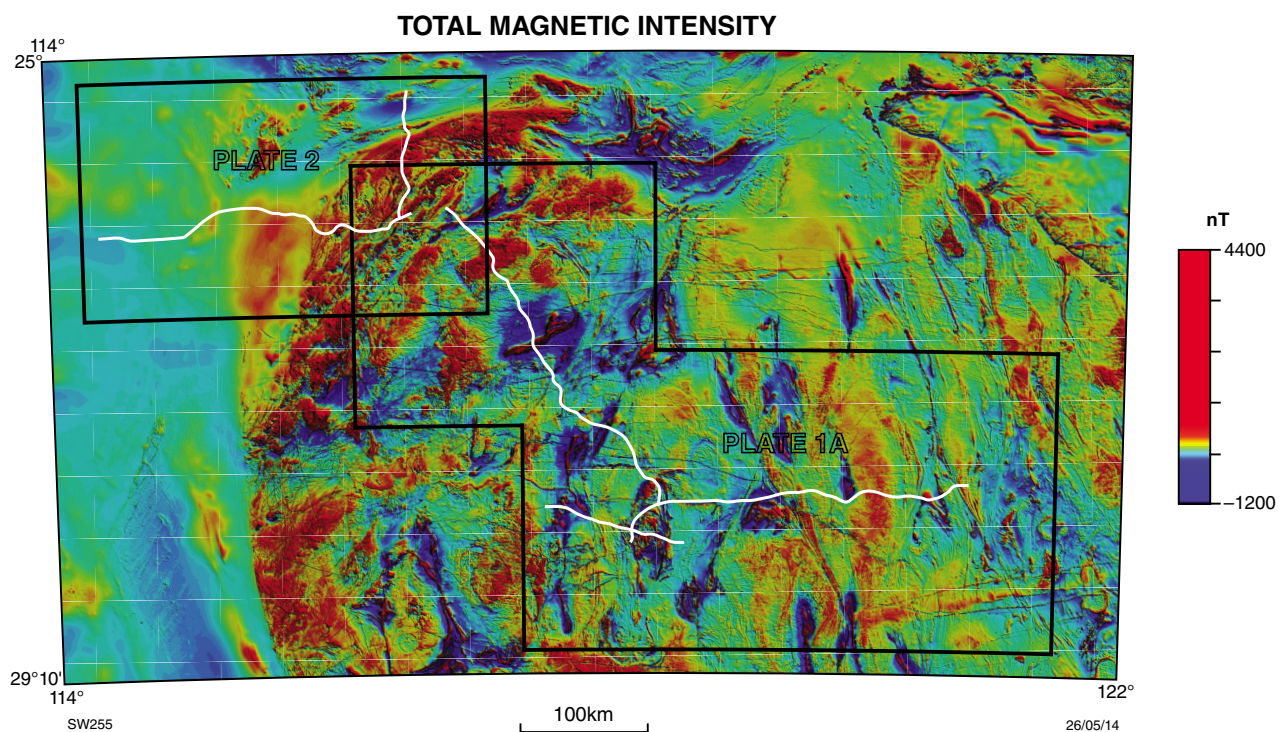 TOTAL MAGNETIC INTENSITY
114°
25°
PLATE 2
PLATE 1A
nT
4400
−1200
29°10'
114°
122°
SW255
100km
26/05/14